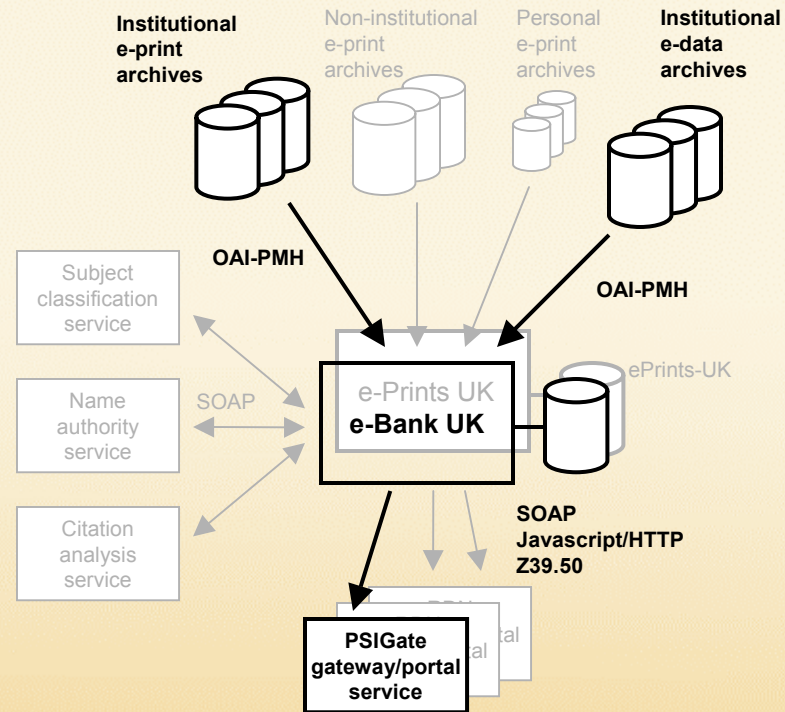 Institutional
e-print
archives
Non-institutional
e-print
archives
Personal
e-print
archives
Institutional
e-data
archives
OAI-PMH
OAI-PMH
Subject
classification
service
Name
authority
service
Citation
analysis
service
SOAP
e-Prints UK
e-Bank UK
ePrints-UK
SOAP
Javascript/HTTP
Z39.50
PSIGate
gateway/portal
service